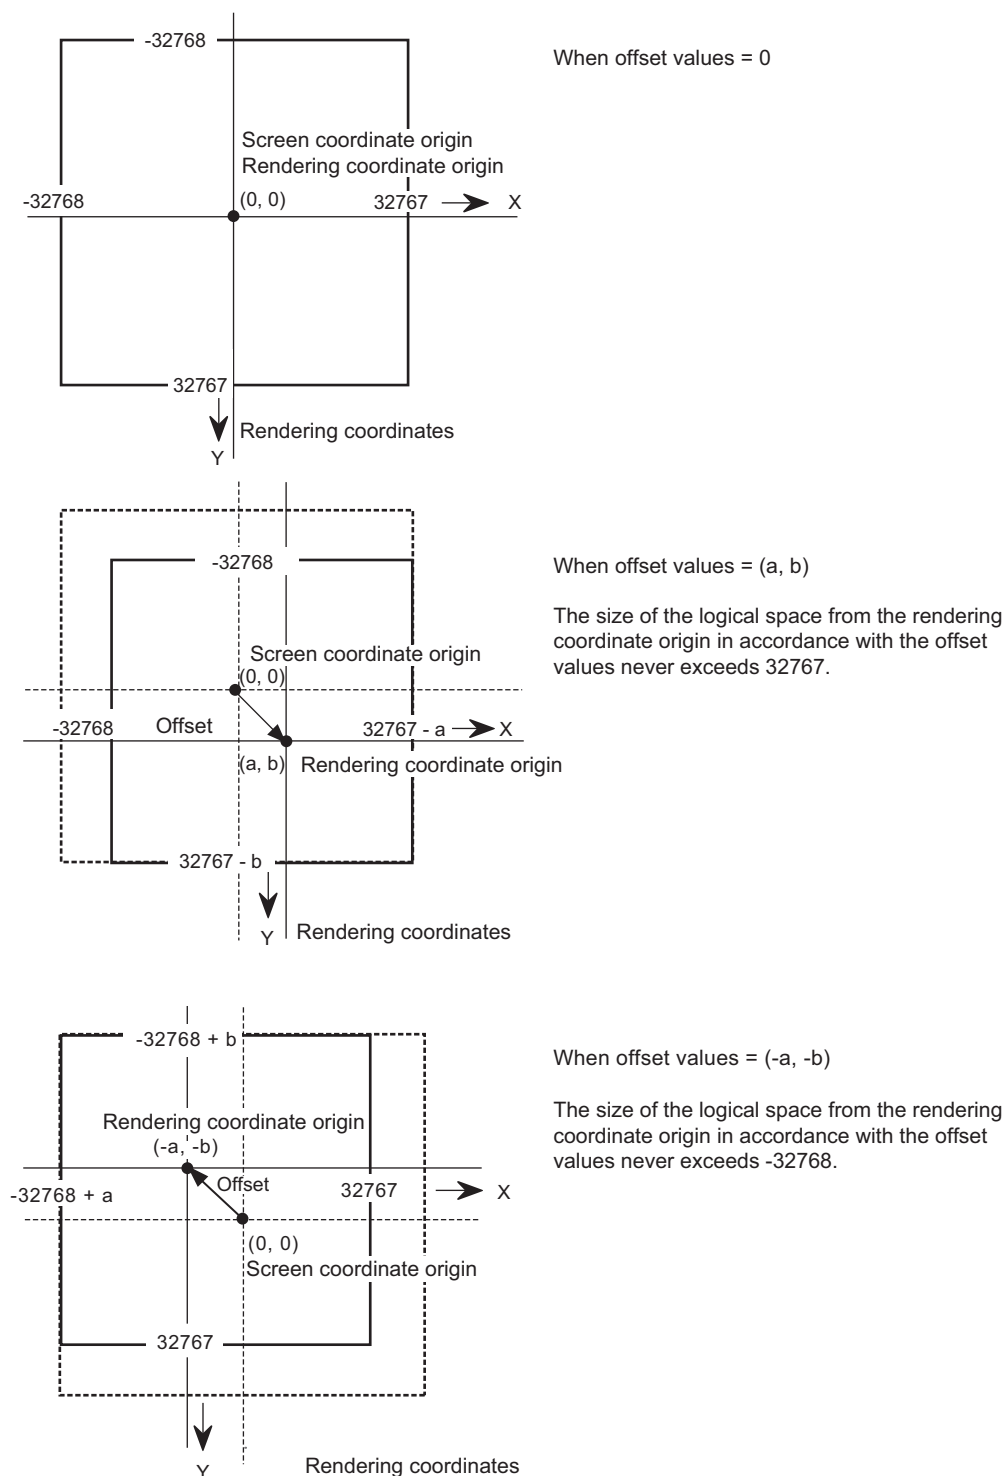 -32768
When offset values = 0
Screen coordinate origin
Rendering coordinate origin
-32768
(0, 0)
32767
X
32767
Rendering coordinates
Y
-32768
When offset values = (a, b)
The size of the logical space from the rendering
coordinate origin in accordance with the offset
values never exceeds 32767.
Screen coordinate origin
(0, 0)
-32768
Offset
32767 - a
X
(a, b)
Rendering coordinate origin
32767 - b
Y
Rendering coordinates
-32768 + b
When offset values = (-a, -b)
The size of the logical space from the rendering
coordinate origin in accordance with the offset
values never exceeds -32768.
Rendering coordinate origin
(-a, -b)
Offset
-32768 + a
32767
X
(0, 0)
Screen coordinate origin
32767
Y
Rendering coordinates